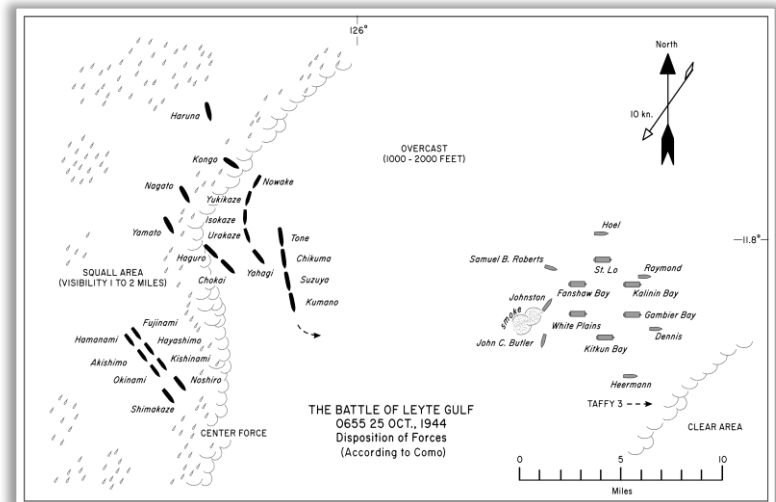 126°
North
10 kn.
Haruna
OVERCAST
(1000 - 2000 FEET)
Kongo
Nowake
Nagato
Yukikaze
Isokaze
Hoel
Yamato
Urakaze
Tone
11.8°
Haguro
Chikuma
Samuel B. Roberts
St. Lo
Raymond
SQUALL AREA
(VISIBILITY 1 TO 2 MILES)
Chokai
Yahagi
Suzuya
Fanshaw Bay
Kalinin Bay
Kumano
Johnston
smoke
Gambier Bay
Fujinami
White Plains
Hamanami
Hayashimo
Dennis
John C. Butler
Kitkun Bay
Akishimo
Kishinami
Okinami
Noshiro
Heermann
Shimakaze
TAFFY 3
THE BATTLE OF LEYTE GULF
0655 25 OCT., 1944
Disposition of Forces
(According to Como)
CENTER FORCE
CLEAR AREA
0
5
10
Miles